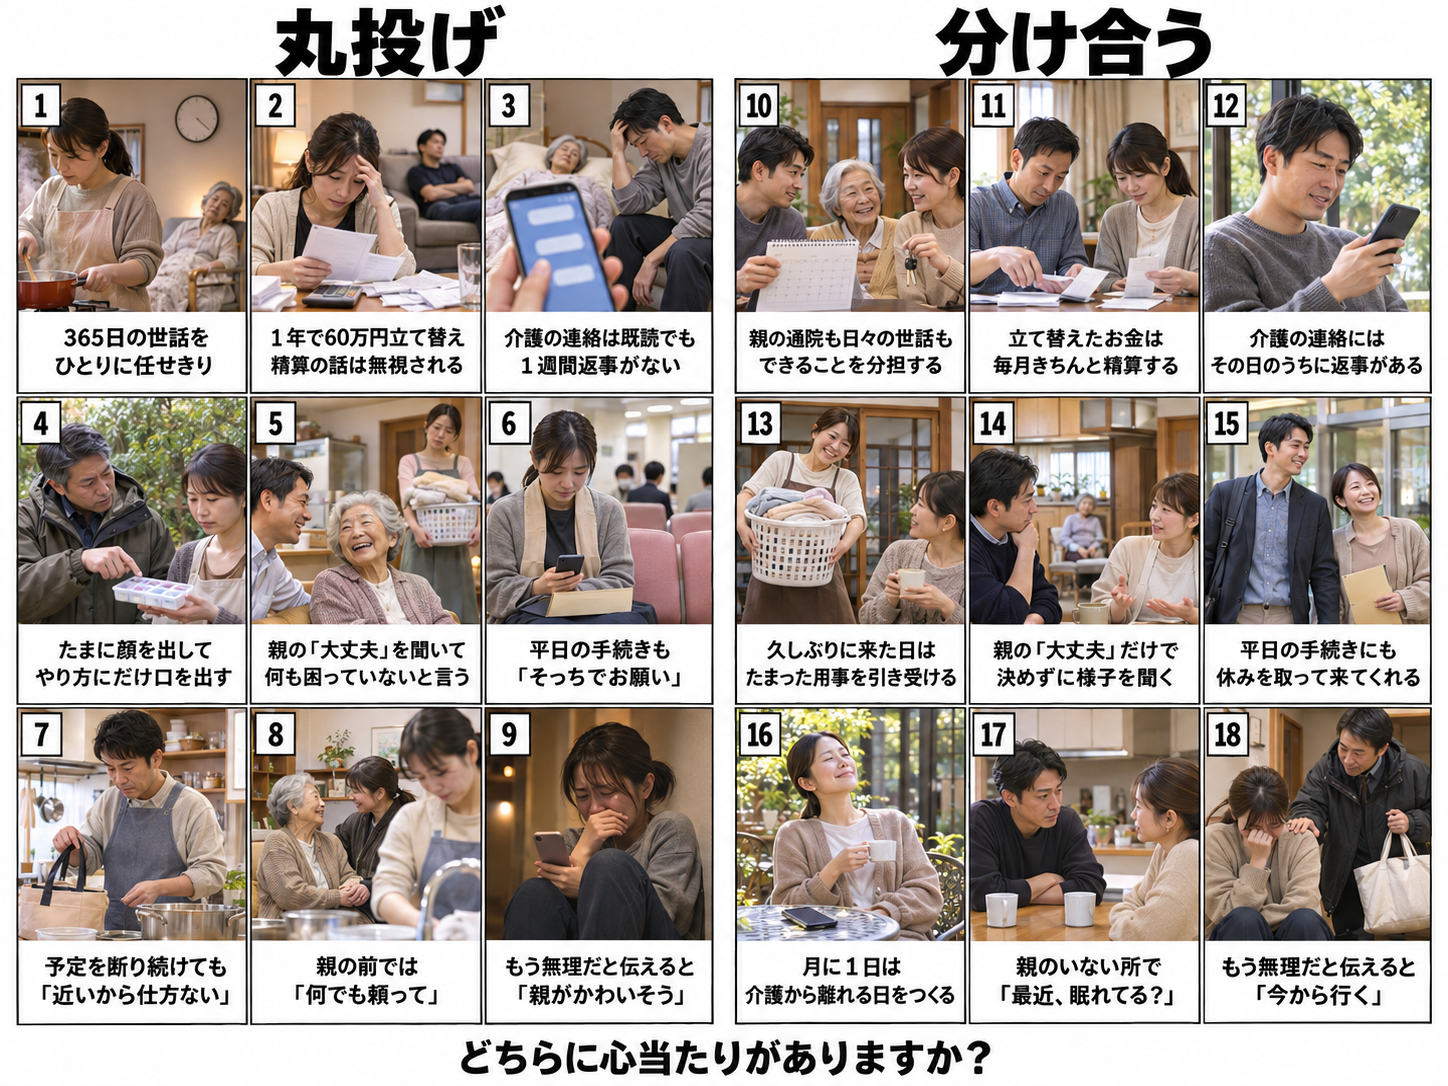 丸投げ
分け合う
1
365日の世話を
ひとりに任せきり
2
1年で60万円立て替え
精算の話は無視される
3
介護の連絡は既読でも
1週間返事がない
10
親の通院も日々の世話も
できることを分担する
11
立て替えたお金は
毎月きちんと精算する
12
介護の連絡には
その日のうちに返事がある
4
たまに顔を出して
やり方にだけ口を出す
5
親の「大丈夫」を聞いて
何も困っていないと言う
6
平日の手続きも
「そっちでお願い」
13
久しぶりに来た日は
たまった用事を引き受ける
14
親の「大丈夫」だけで
決めずに様子を聞く
15
平日の手続きにも
休みを取って来てくれる
7
予定を断り続けても
「近いから仕方ない」
8
親の前では
「何でも頼って」
9
もう無理だと伝えると
「親がかわいそう」
16
月に1日は
介護から離れる日をつくる
17
親のいない所で
「最近、眠れてる？」
18
もう無理だと伝えると
「今から行く」
どちらに心当たりがありますか？